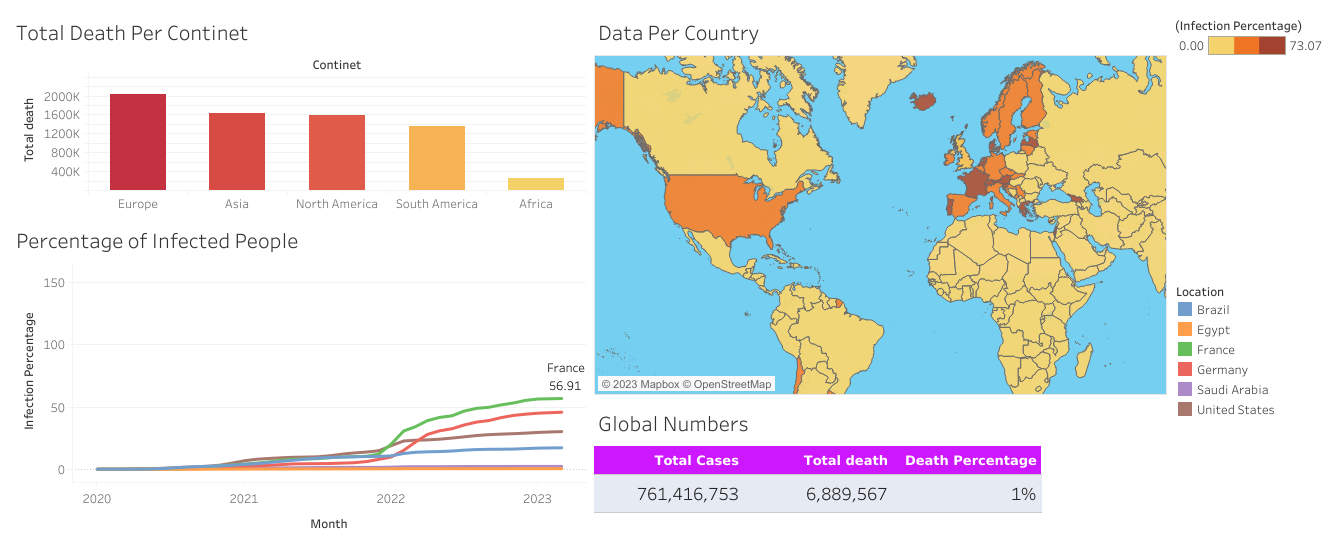 Total Death Per Continet
Continet
Total death
2000K
1600K
1200K
800K
400K
Europe
Asia
North America
South America
Africa
Percentage of Infected People
Infection Percentage
150
100
50
0
France
56.91
2020
2021
2022
2023
Month
Data Per Country
© 2023 Mapbox © OpenStreetMap
(Infection Percentage)
0.00 73.07
Location
Brazil
Egypt
France
Germany
Saudi Arabia
United States
Global Numbers
Total Cases Total death Death Percentage
761,416,753 6,889,567 1%